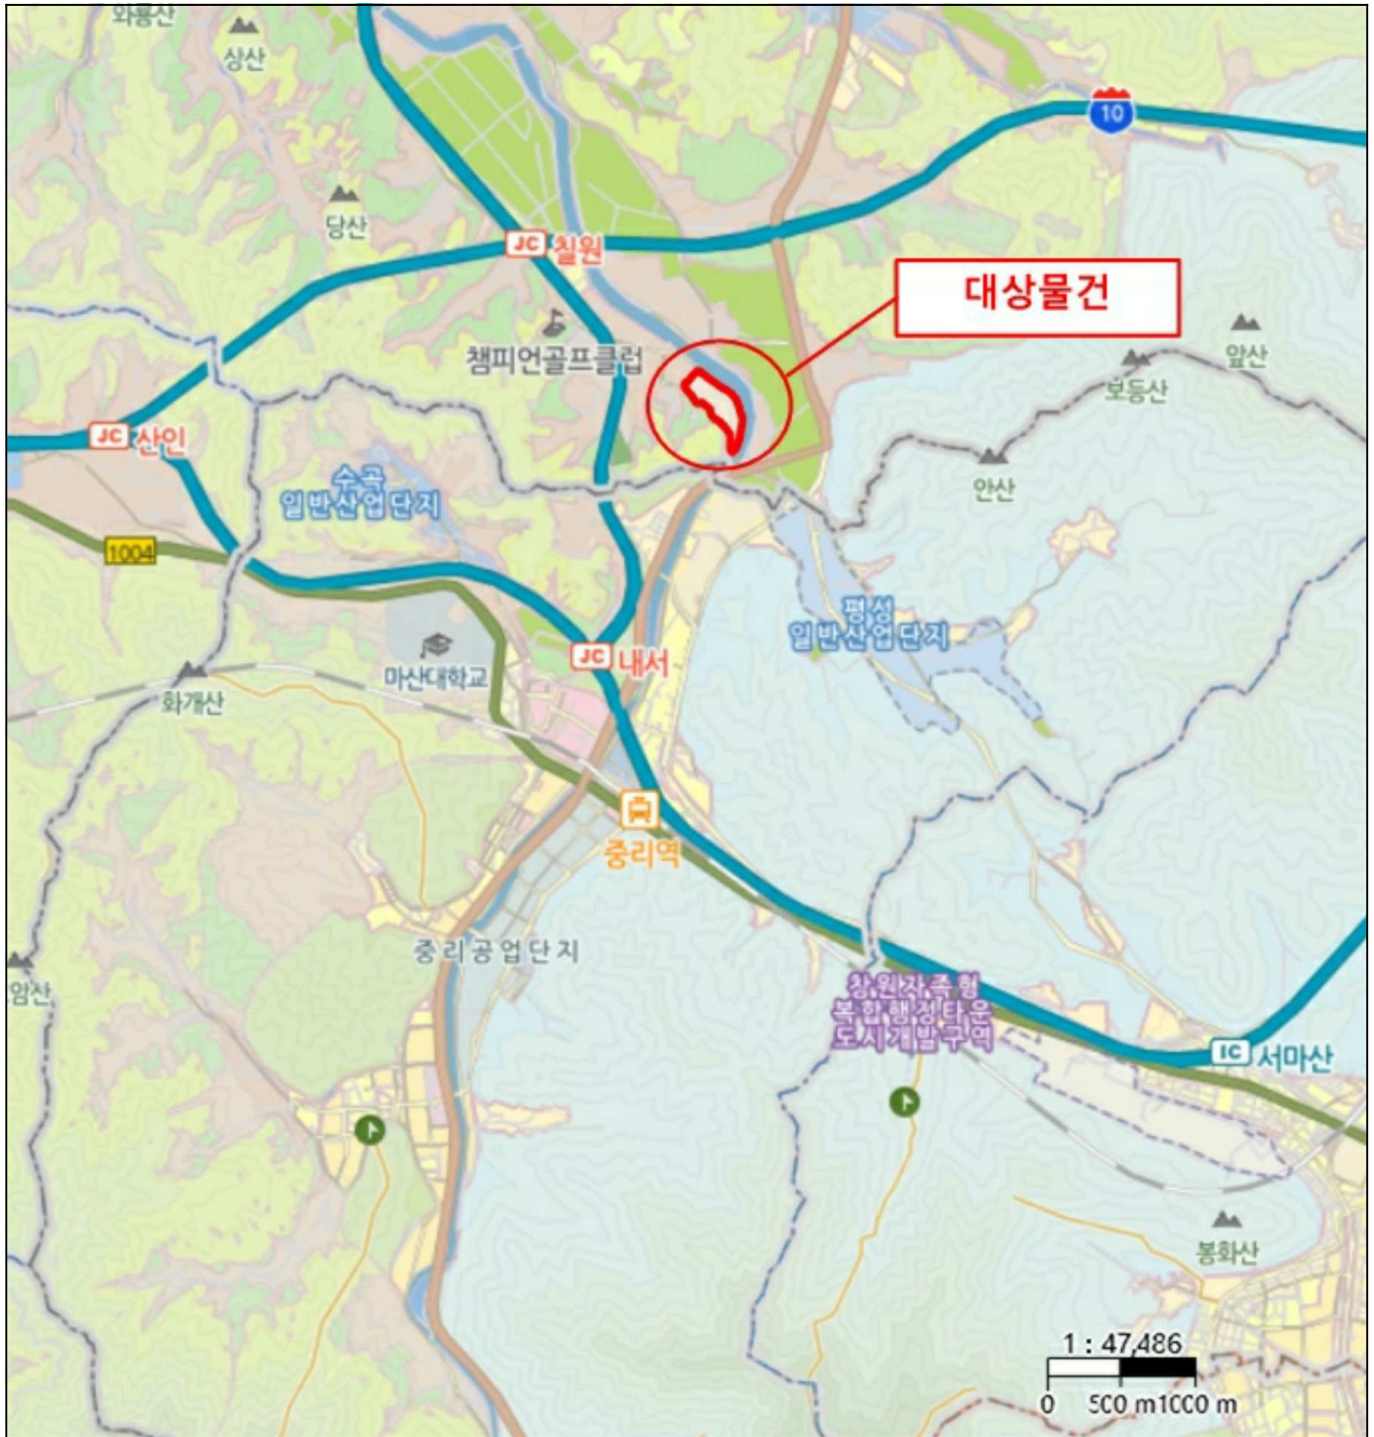 와룡산
상산
10
당산
JC 칠원
대상물건
챔피언골프클럽
앞산
보등산
JC 산인
수곡
일반산업단지
안산
1004
평성
일반산업단지
마산대학교
JC 내서
화개산
중리역
중리공업단지
암산
창원자족형
복합행정타운
도시개발구역
IC 서마산
봉화산
1 : 47,486
0 500 m 1000 m